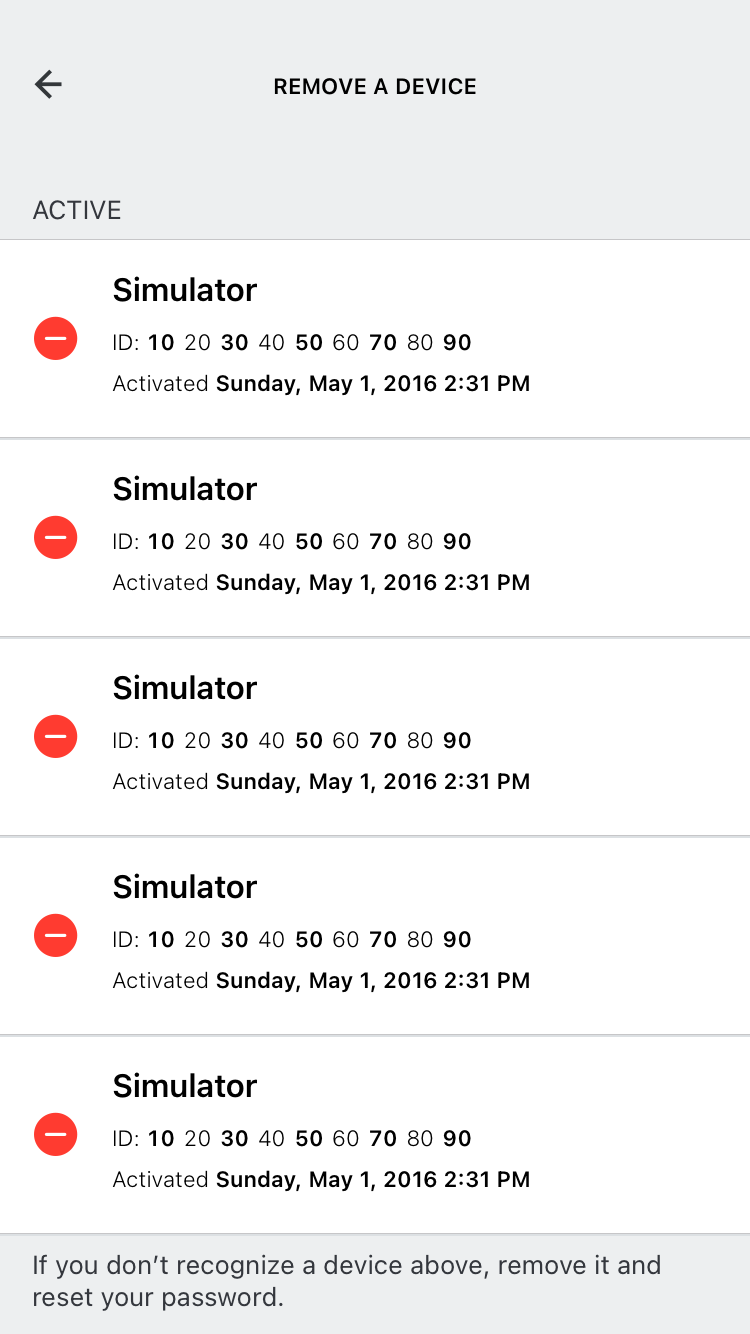 REMOVE A DEVICE
ACTIVE
Simulator
ID: 10 20 30 40 50 60 70 80 90
Activated Sunday, May 1, 2016 2:31 PM
Simulator
ID: 10 20 30 40 50 60 70 80 90
Activated Sunday, May 1, 2016 2:31 PM
Simulator
ID: 10 20 30 40 50 60 70 80 90
Activated Sunday, May 1, 2016 2:31 PM
Simulator
ID: 10 20 30 40 50 60 70 80 90
Activated Sunday, May 1, 2016 2:31 PM
Simulator
ID: 10 20 30 40 50 60 70 80 90
Activated Sunday, May 1, 2016 2:31 PM
If you don’t recognize a device above, remove it and
reset your password.